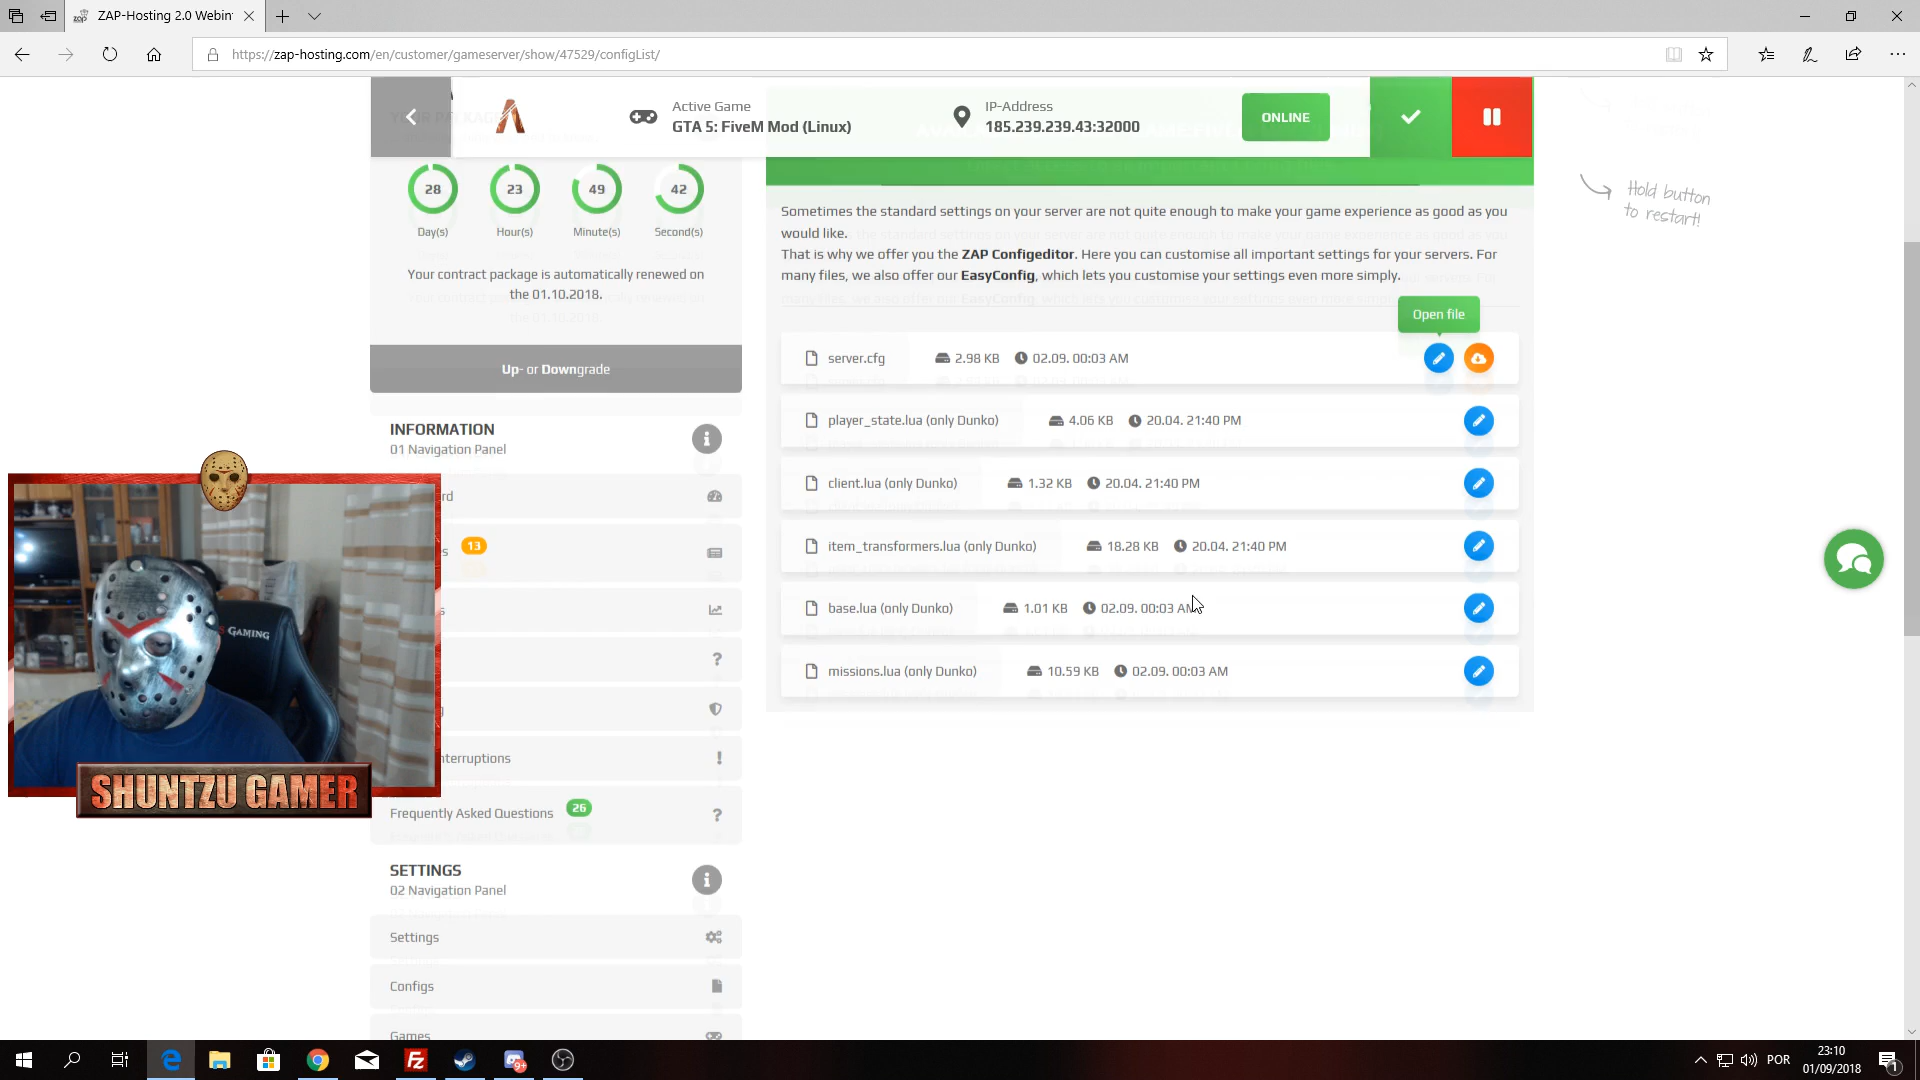 ZAP-Hosting 2.0 Webin
https://zap-hosting.com/en/customer/gameserver/show/47529/configList/
Active Game
GTA 5: FiveM Mod (Linux)
IP-Address
185.239.239.43:32000
ONLINE
28
23
49
42
Day(s)
Hour(s)
Minute(s)
Second(s)
Your contract package is automatically renewed on
the 01.10.2018.
Up- or Downgrade
INFORMATION
01 Navigation Panel
rd
13
s
s
g
nterruptions
Frequently Asked Questions
26
SETTINGS
02 Navigation Panel
Settings
Configs
Games
Hold button
to restart!
Sometimes the standard settings on your server are not quite enough to make your game experience as good as you
would like.
That is why we offer you the ZAP Configeditor. Here you can customise all important settings for your servers. For
many files, we also offer our EasyConfig, which lets you customise your settings even more simply.
Open file
server.cfg
2.98 KB
02.09. 00:03 AM
player_state.lua (only Dunko)
4.06 KB
20.04. 21:40 PM
client.lua (only Dunko)
1.32 KB
20.04. 21:40 PM
item_transformers.lua (only Dunko)
18.28 KB
20.04. 21:40 PM
base.lua (only Dunko)
1.01 KB
02.09. 00:03 AM
missions.lua (only Dunko)
10.59 KB
02.09. 00:03 AM
GAMING
SHUNTZU GAMER
9+
POR
23:10
01/09/2018
1